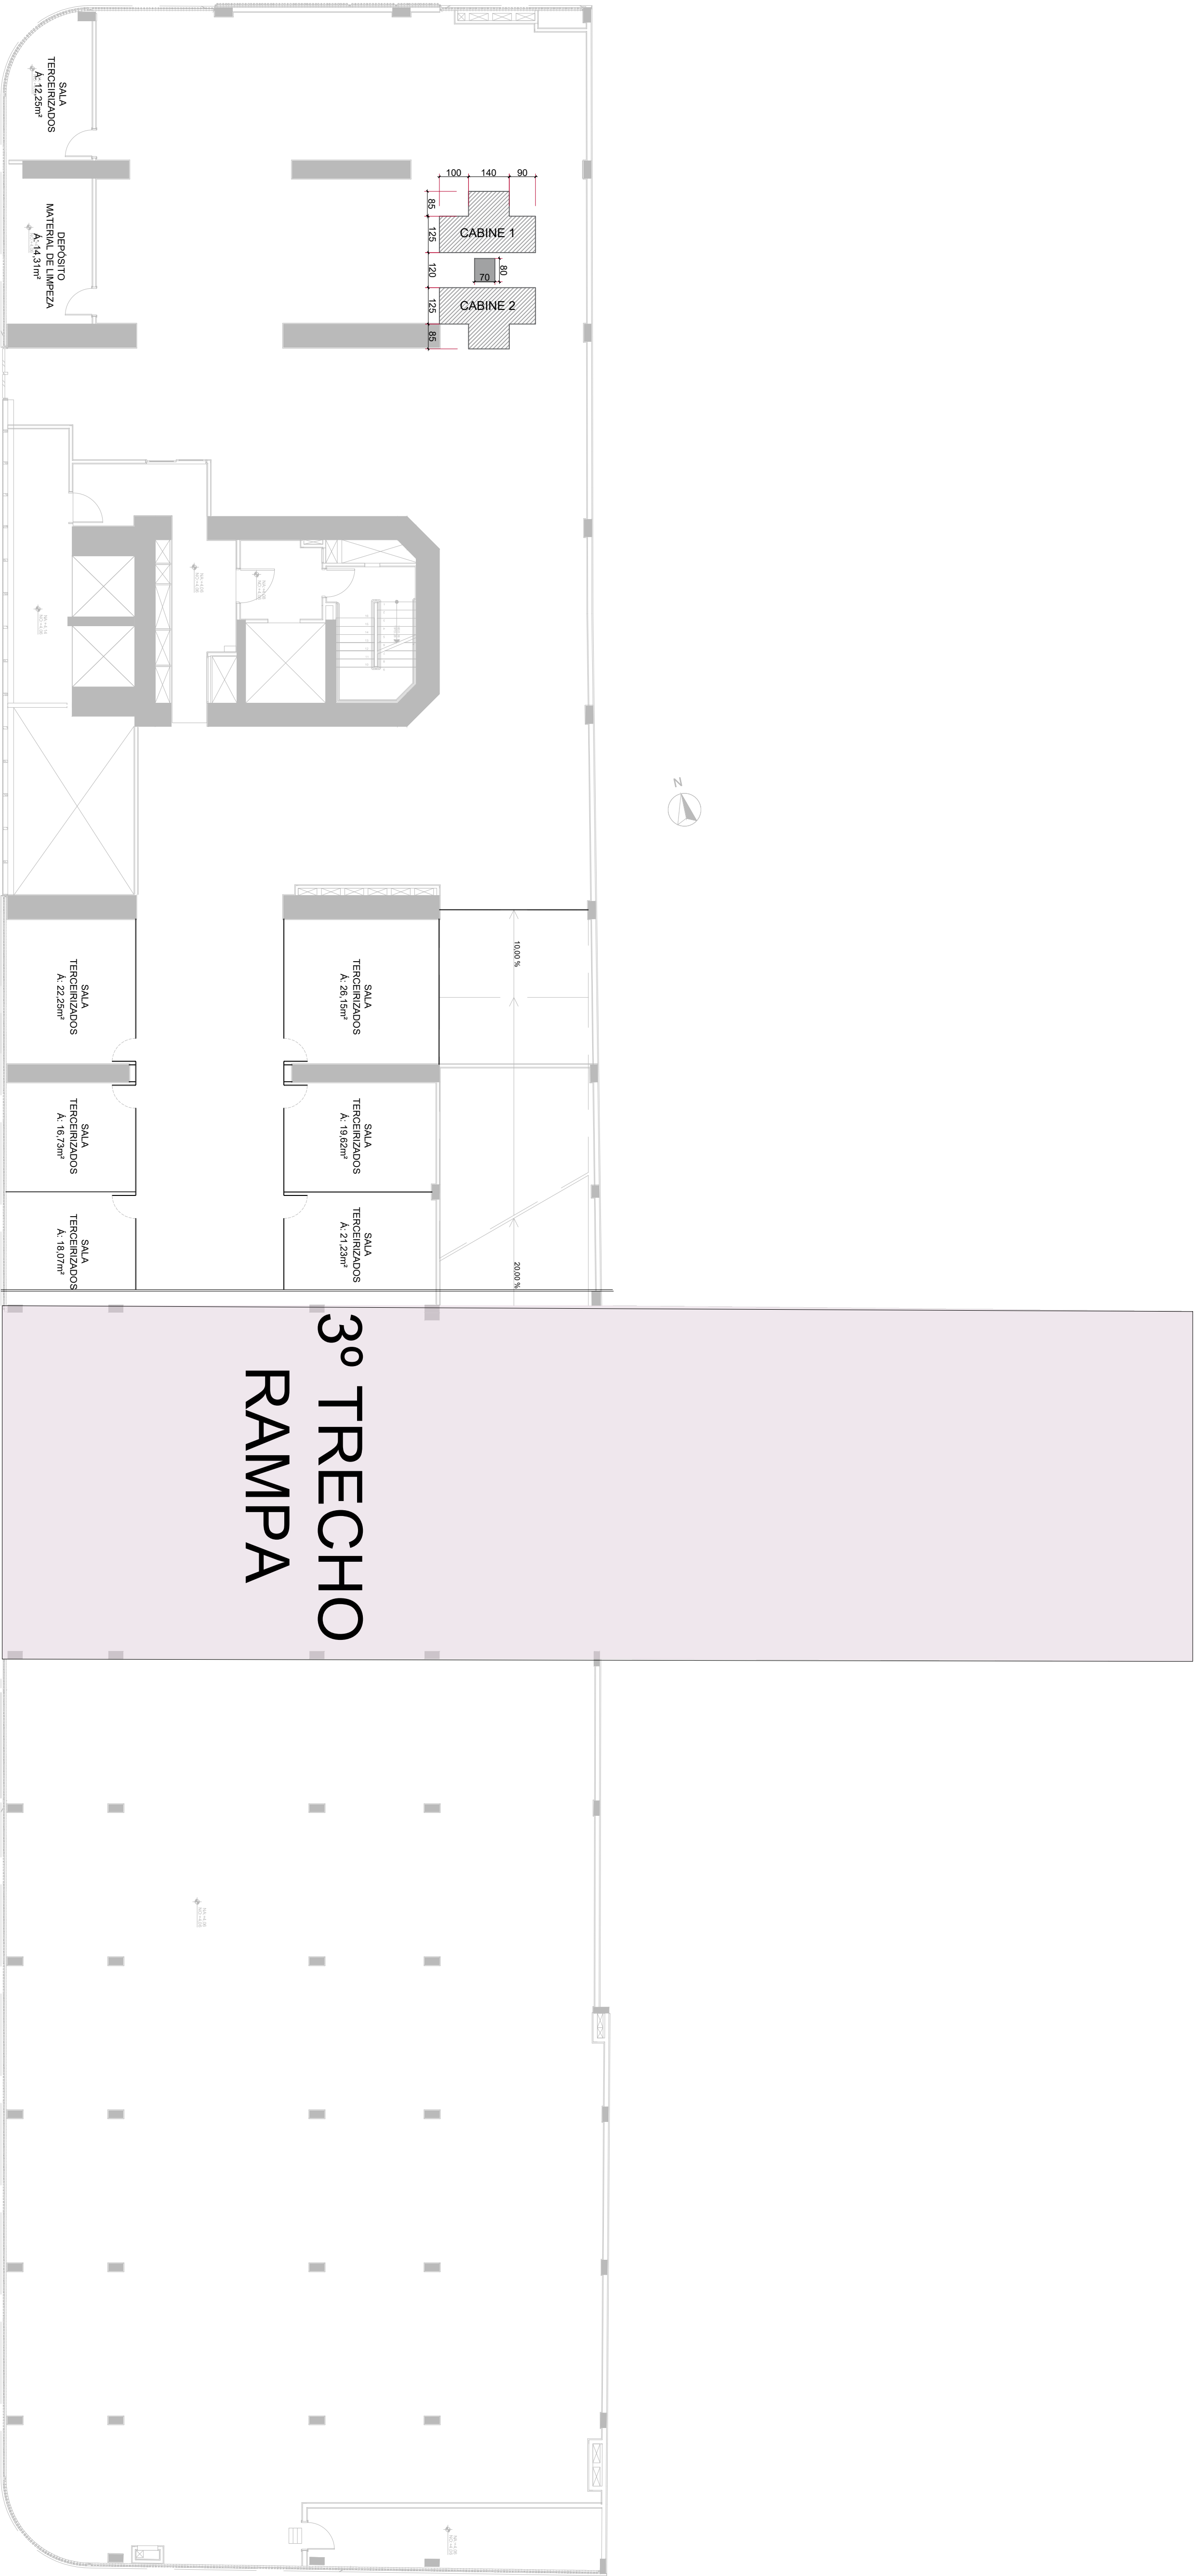 SALA
TERCEIRIZADOS
Á: 12,25m²
DEPÓSITO
MATERIAL DE LIMPEZA
Á: 14,31m²
100
140
90
85
125
120
125
85
CABINE 1
80
70
CABINE 2
N
10,00 %
SALA
TERCEIRIZADOS
Á: 22,25m²
SALA
TERCEIRIZADOS
Á: 26,15m²
SALA
TERCEIRIZADOS
Á: 16,73m²
SALA
TERCEIRIZADOS
Á: 19,62m²
SALA
TERCEIRIZADOS
Á: 18,07m²
SALA
TERCEIRIZADOS
Á: 21,23m²
20,00 %
3º TRECHO
RAMPA